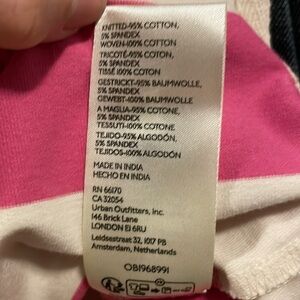 KNITTED-95% COTTON,
5% SPANDEX
WOVEN-100% COTTON
TRICOTÉ-95% COTON,
5% SPANDEX
TISSÉ 100% COTON
GESTRICKT-95% BAUMWOLLE,
5% SPANDEX
GEWEBT-100% BAUMWOLLE
A MAGLIA-95% COTONE,
5% SPANDEX
TESSUTI-100% COTONE
TEJIDO-95% ALGODÓN,
5% SPANDEX
TEJIDOS-100% ALGODÓN
MADE IN INDIA
HECHO EN INDIA
RN 66170
CA 32054
Urban Outfitters, Inc.
146 Brick Lane
LONDON E1 6RU
Leidsestraat 32, 1017 PB
Amsterdam, Netherlands
OB1968991